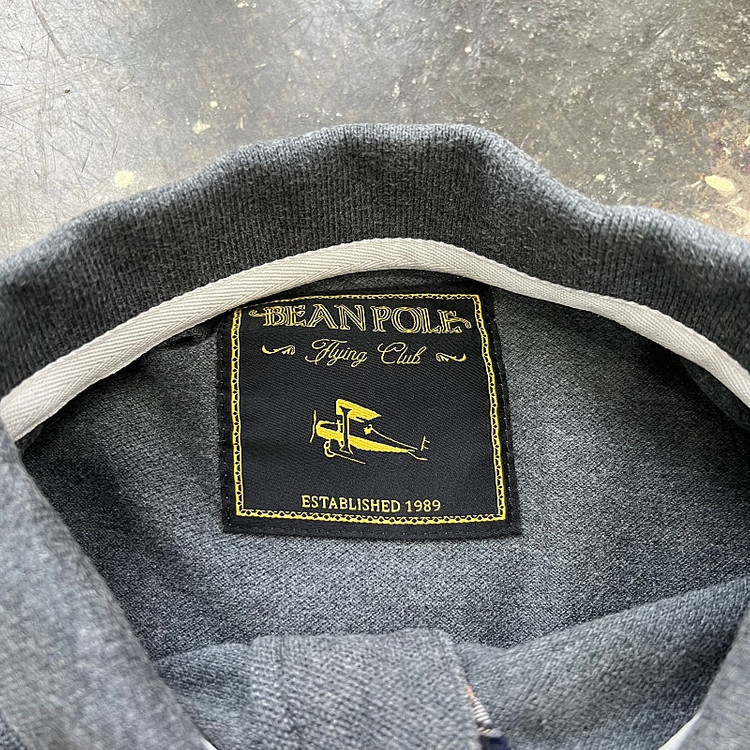 BEANPOLE
Flying Club
ESTABLISHED 1989